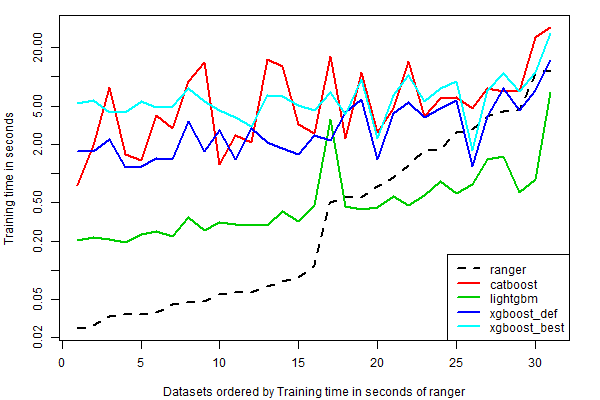 Training time in seconds
20.00
5.00
2.00
0.50
0.20
0.05
0.02
0 5 10 15 20 25 30
Datasets ordered by Training time in seconds of ranger
ranger
catboost
lightgbm
xgboost_def
xgboost_best